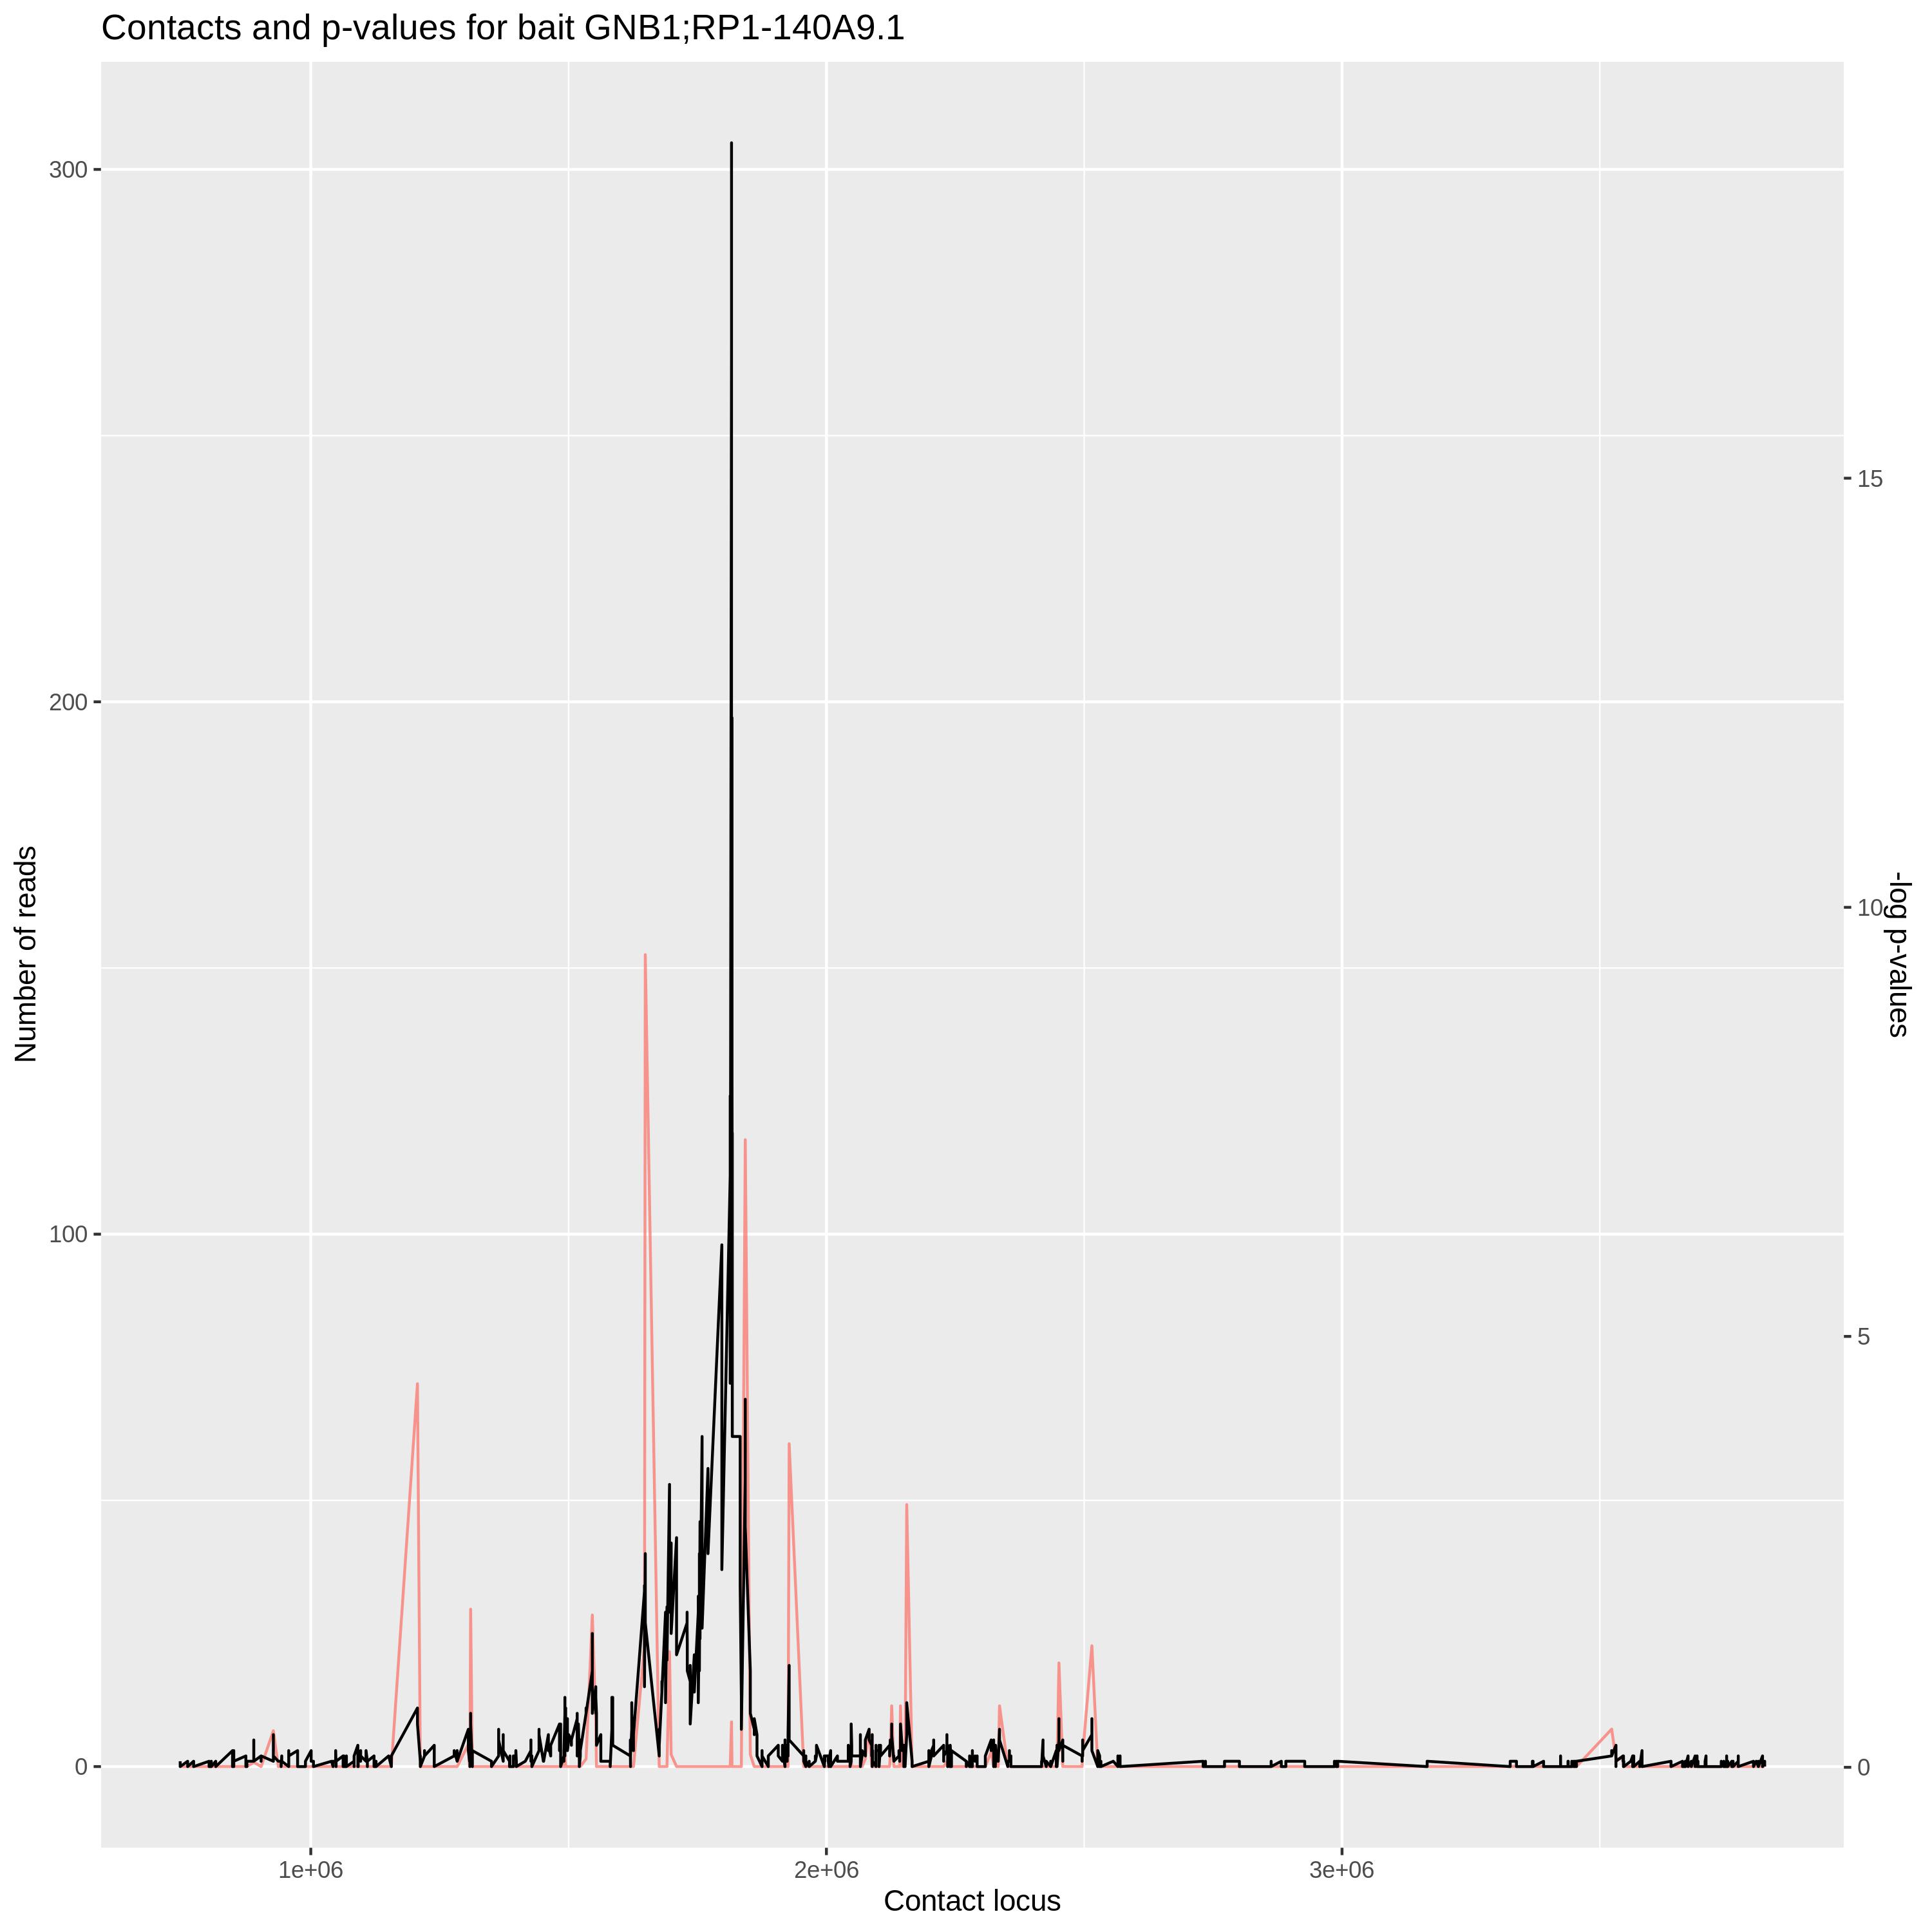 Contacts and p-values for bait GNB1;RP1-140A9.1
300
200
100
0
Number of reads
15
10
5
0
-log p-values
1e+06
2e+06
3e+06
Contact locus